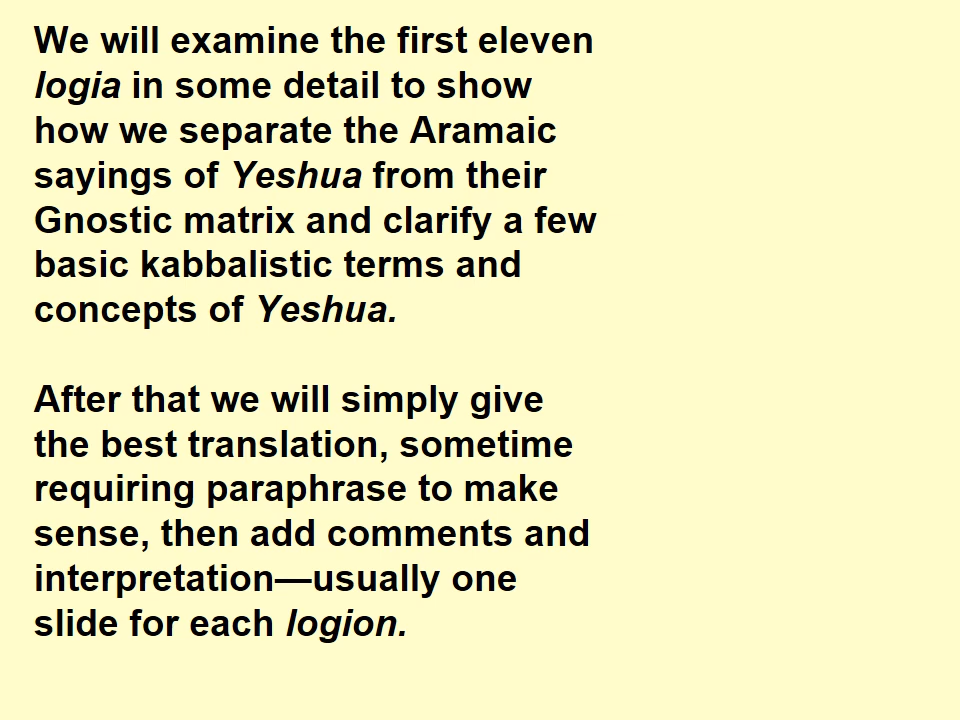 We will examine the first eleven
logia in some detail to show
how we separate the Aramaic
sayings of Yeshua from their
Gnostic matrix and clarify a few
basic kabbalistic terms and
concepts of Yeshua.
After that we will simply give
the best translation, sometime
requiring paraphrase to make
sense, then add comments and
interpretation—usually one
slide for each logion.